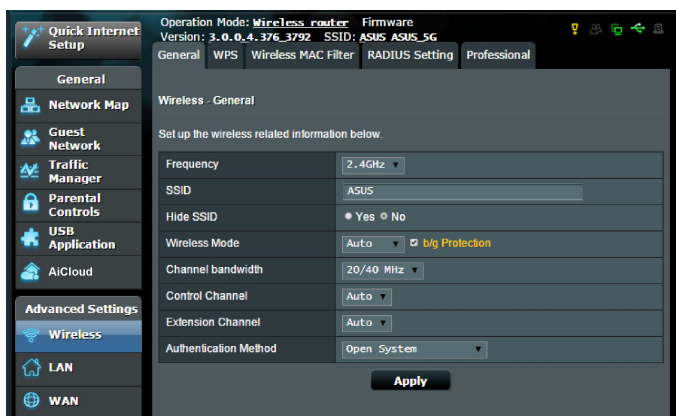 Quick Internet
Setup
Operation Mode: Wireless router Firmware
Version: 3.0.0.4.376_3792 SSID: ASUS ASUS_5G
General WPS Wireless MAC Filter RADIUS Setting Professional
General
Network Map
Guest
Network
Traffic
Manager
Parental
Controls
USB
Application
AiCloud
Advanced Settings
Wireless
LAN
WAN
Wireless - General
Set up the wireless related information below.
Frequency 2.4GHz
SSID ASUS
Hide SSID Yes No
Wireless Mode Auto b/g Protection
Channel bandwidth 20/40 MHz
Control Channel Auto
Extension Channel Auto
Authentication Method Open System
Apply